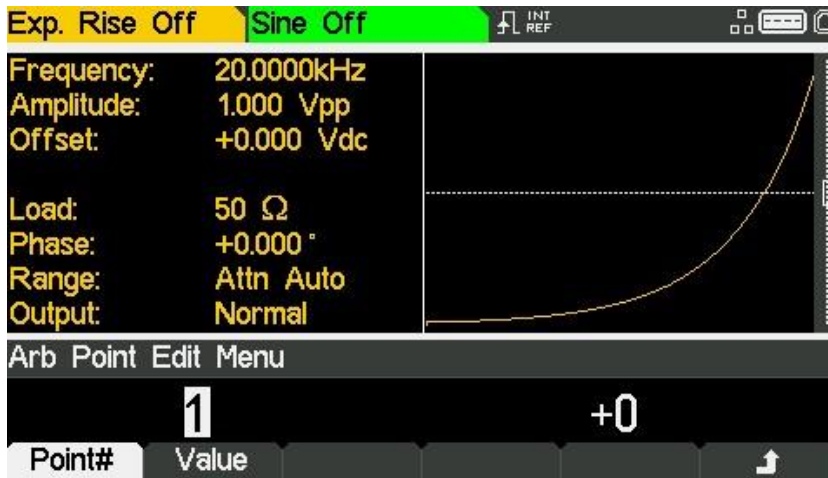 Exp. Rise Off Sine Off INT REF
Frequency: 20.0000kHz
Amplitude: 1.000 Vpp
Offset: +0.000 Vdc
Load: 50 Ω
Phase: +0.000 °
Range: Attn Auto
Output: Normal
Arb Point Edit Menu
1 +0
Point# Value